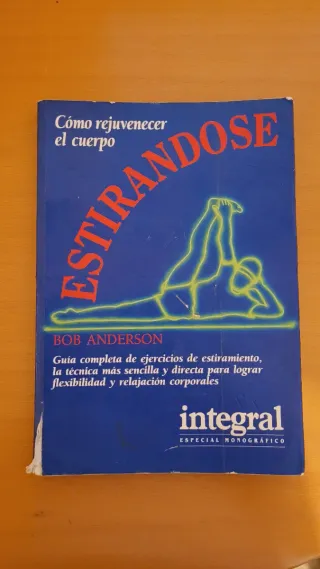 Cómo rejuvenecer
el cuerpo
ESTIRANDOSE
BOB ANDERSON
Guía completa de ejercicios de estiramiento,
la técnica más sencilla y directa para lograr
flexibilidad y relajación corporales
integral
ESPECIAL MONOGRÁFICO